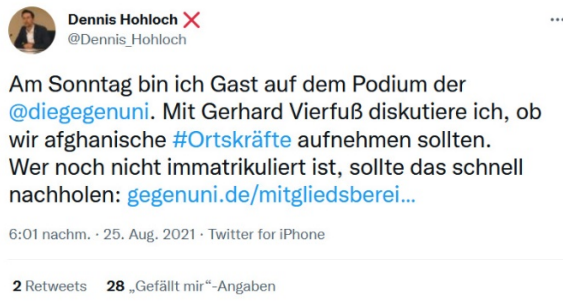 Dennis Hohloch ❌
@Dennis_Hohloch
Am Sonntag bin ich Gast auf dem Podium der
@diegegenuni. Mit Gerhard Vierfuß diskutiere ich, ob
wir afghanische #Ortskräfte aufnehmen sollten.
Wer noch nicht immatrikuliert ist, sollte das schnell
nachholen: gegenuni.de/mitgliedsberei...
6:01 nachm. · 25. Aug. 2021 · Twitter for iPhone
2 Retweets 28 „Gefällt mir“-Angaben